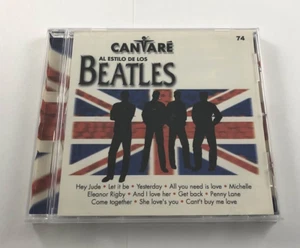 CANTARÉ
74
AL ESTILO DE LOS
BEATLES
Hey Jude • Let it be • Yesterday • All you need is love • Michelle
Eleanor Rigby • And I love her • Get back • Penny Lane
Come together • She love's you • Can't buy me love